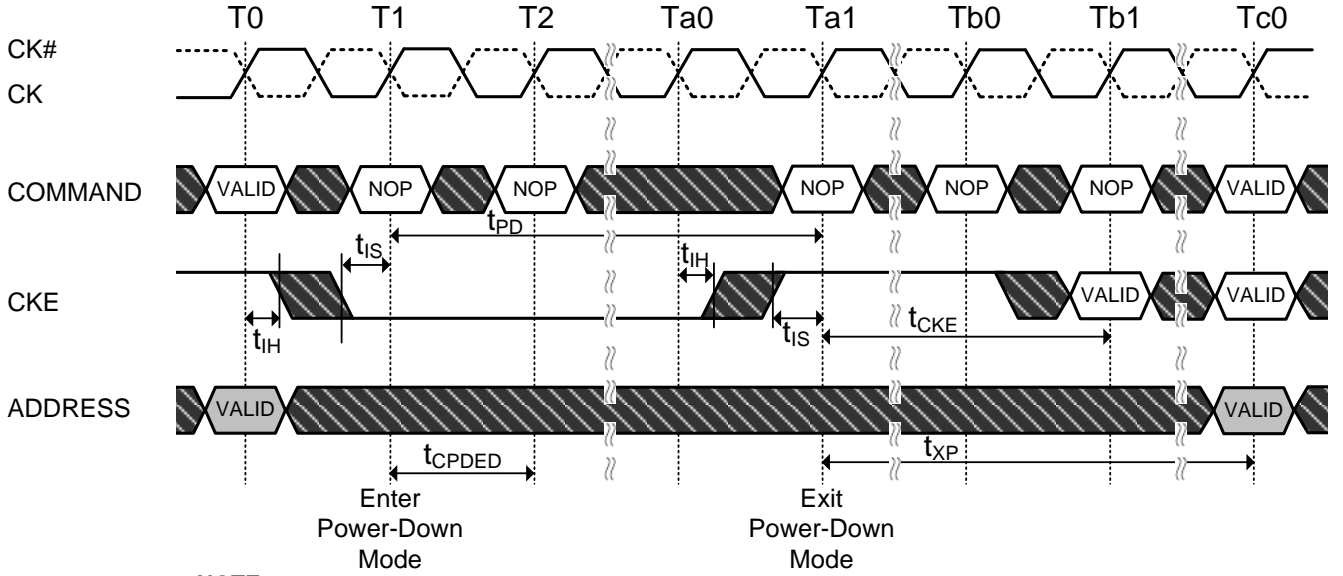 T0 T1 T2 Ta0 Ta1 Tb0 Tb1 Tc0
CK#
CK
COMMAND VALID NOP NOP NOP NOP NOP VALID
tPD
tIS tIH
CKE VALID VALID
tIH tIS tCKE
ADDRESS VALID VALID
tCPDED tXP
Enter Power-Down Mode
Exit Power-Down Mode